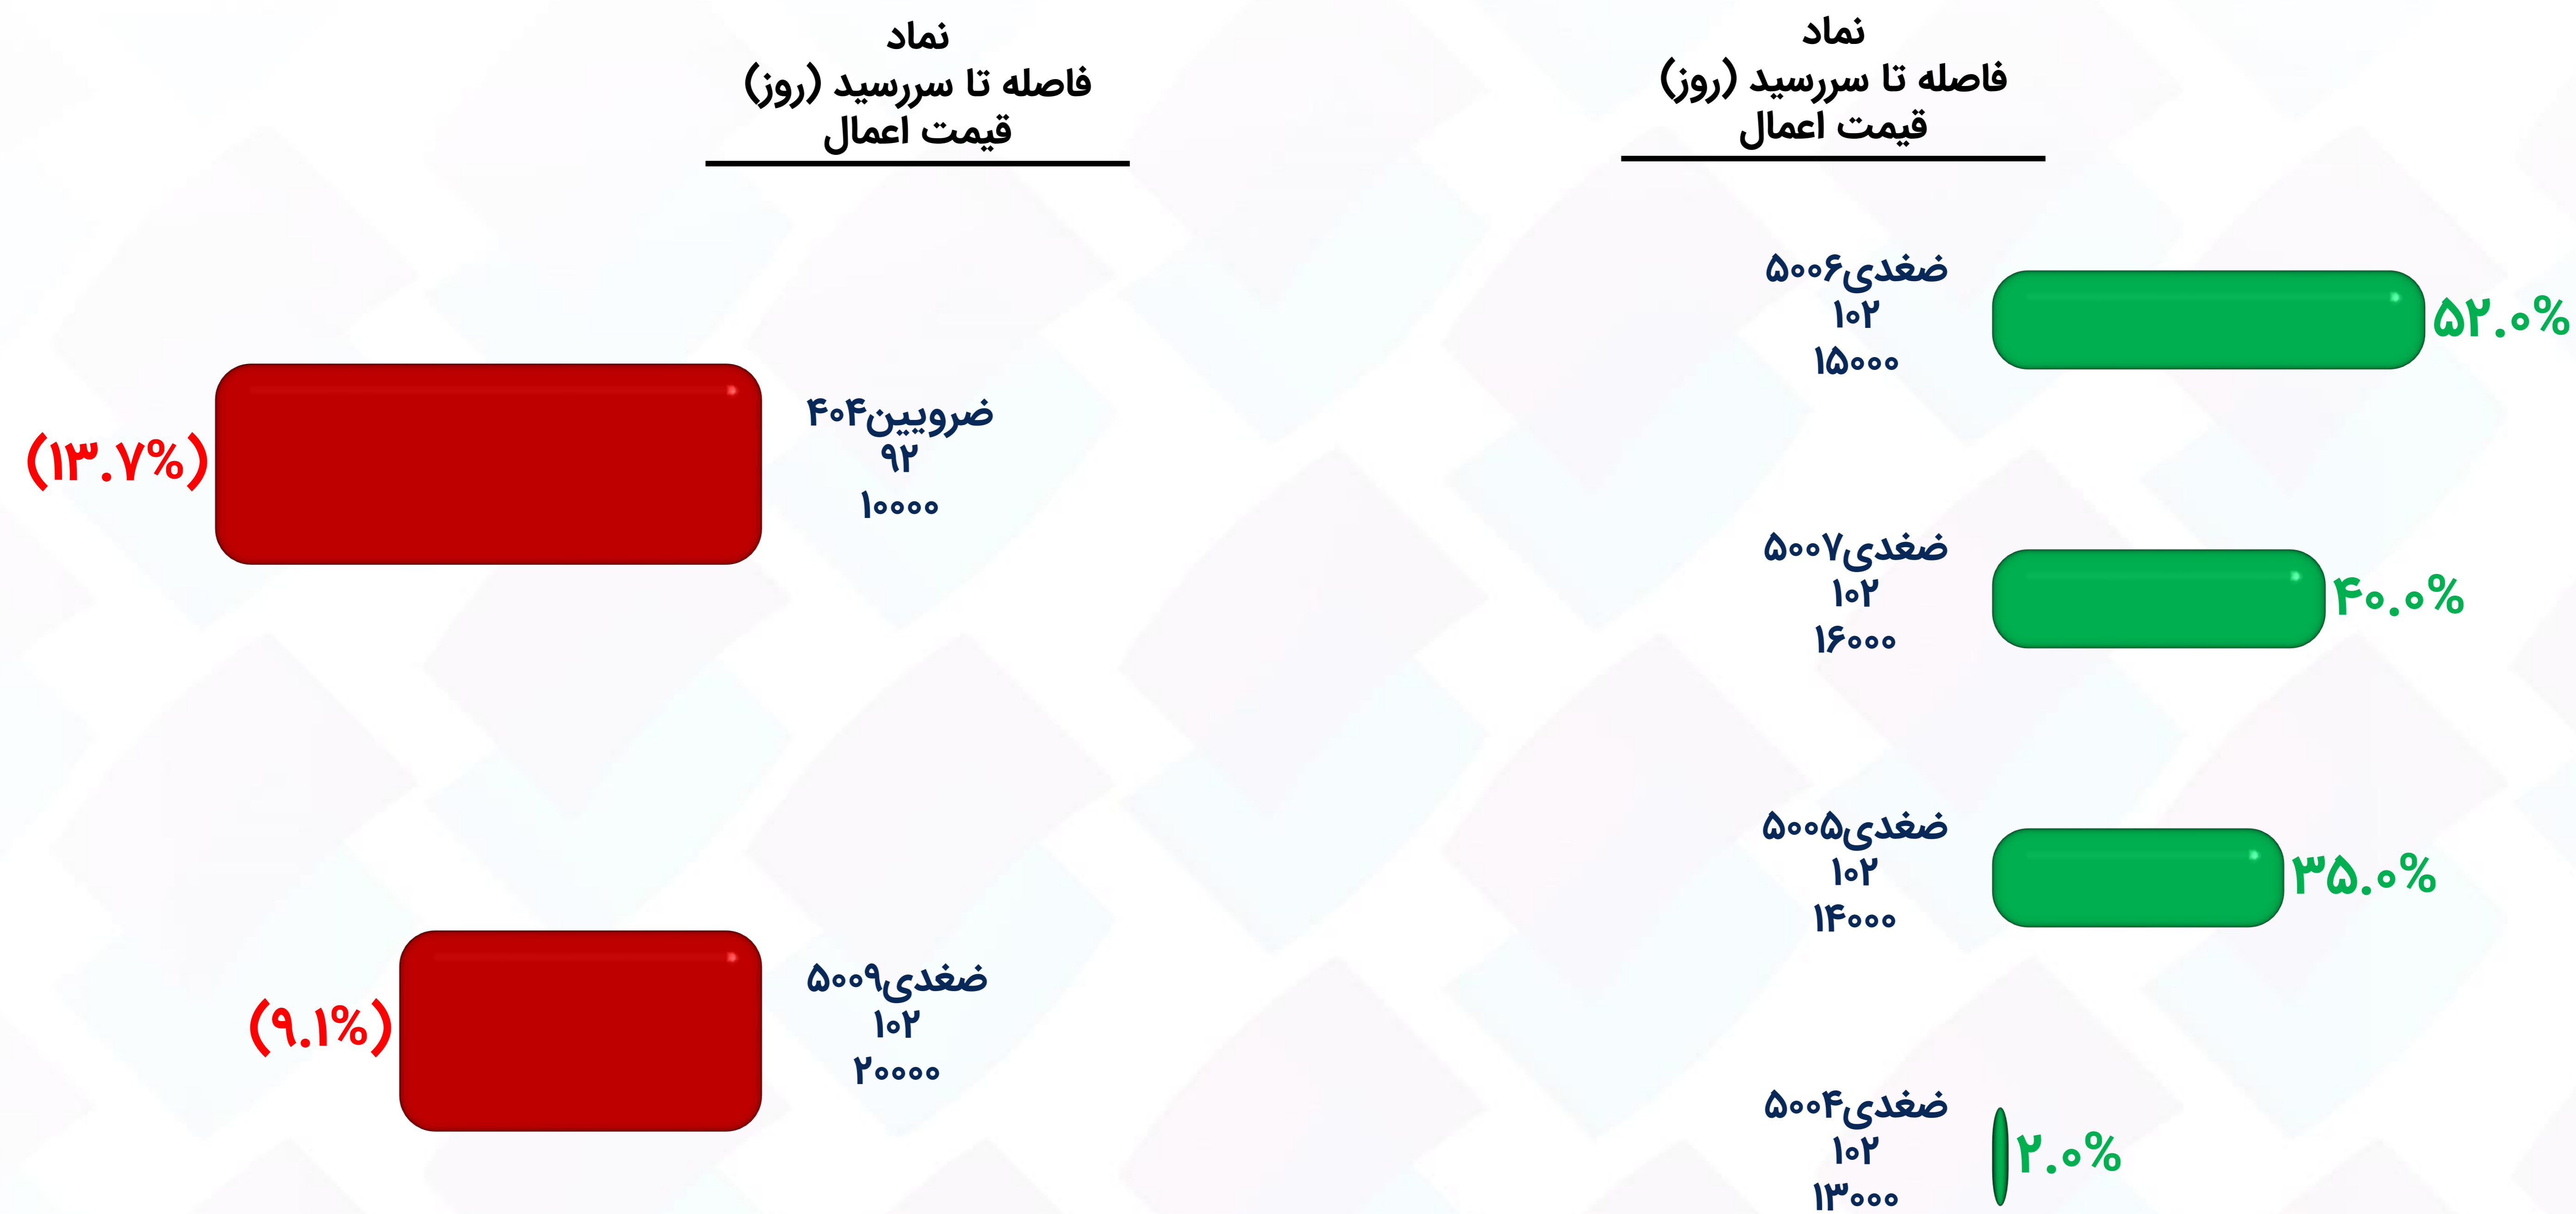 نماد
فاصله تا سررسید (روز)
قیمت اعمال
ضغدی۵۰۰۶
۱۰۲
۱۵۰۰۰
۵۲.۰%
ضغدی۵۰۰۷
۱۰۲
۱۶۰۰۰
۴۰.۰%
ضغدی۵۰۰۵
۱۰۲
۱۴۰۰۰
۳۵.۰%
ضغدی۵۰۰۴
۱۰۲
۱۳۰۰۰
۲.۰%
نماد
فاصله تا سررسید (روز)
قیمت اعمال
ضرویین۴۰۴
۹۲
۱۰۰۰۰
(۱۳.۷%)
ضغدی۵۰۰۹
۱۰۲
۲۰۰۰۰
(۹.۱%)